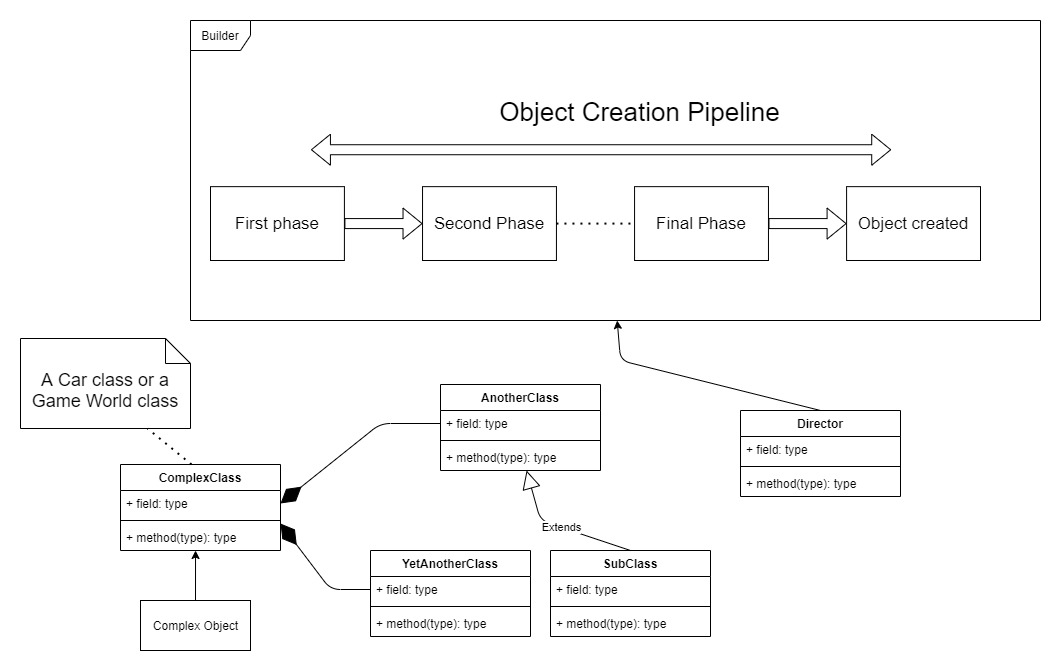 Builder
Object Creation Pipeline
First phase
Second Phase
Final Phase
Object created
A Car class or a
Game World class
AnotherClass
+ field: type
+ method(type): type
Director
+ field: type
+ method(type): type
ComplexClass
+ field: type
+ method(type): type
Extends
YetAnotherClass
+ field: type
+ method(type): type
SubClass
+ field: type
+ method(type): type
Complex Object